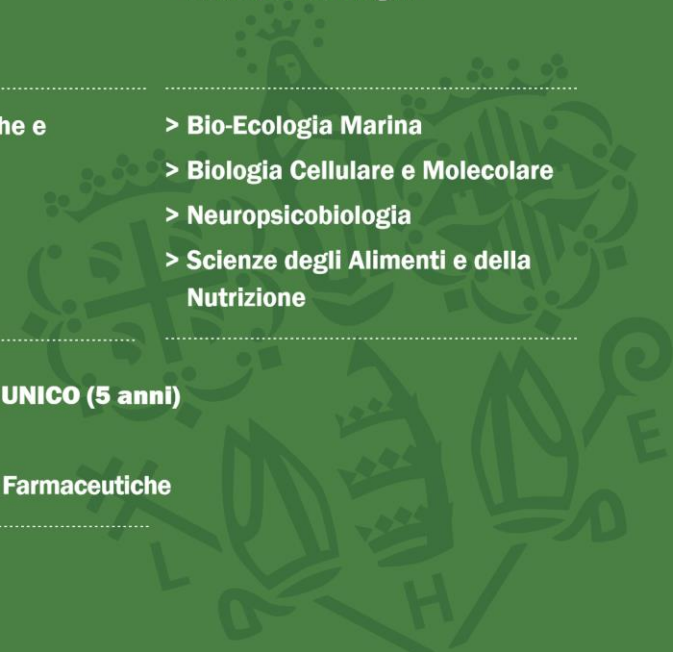 he e
> Bio-Ecologia Marina
> Biologia Cellulare e Molecolare
> Neuropsicobiologia
> Scienze degli Alimenti e della
Nutrizione
UNICO (5 anni)
Farmaceutiche
L
H
E